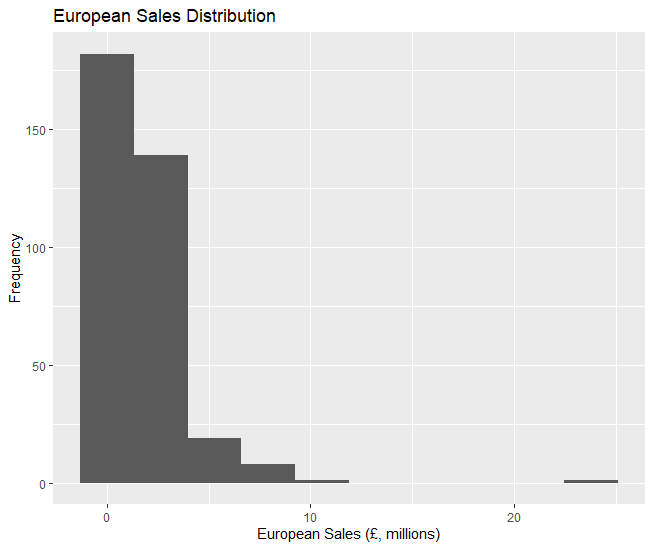 European Sales Distribution
150
100
50
0
Frequency
0 10 20
European Sales (£, millions)